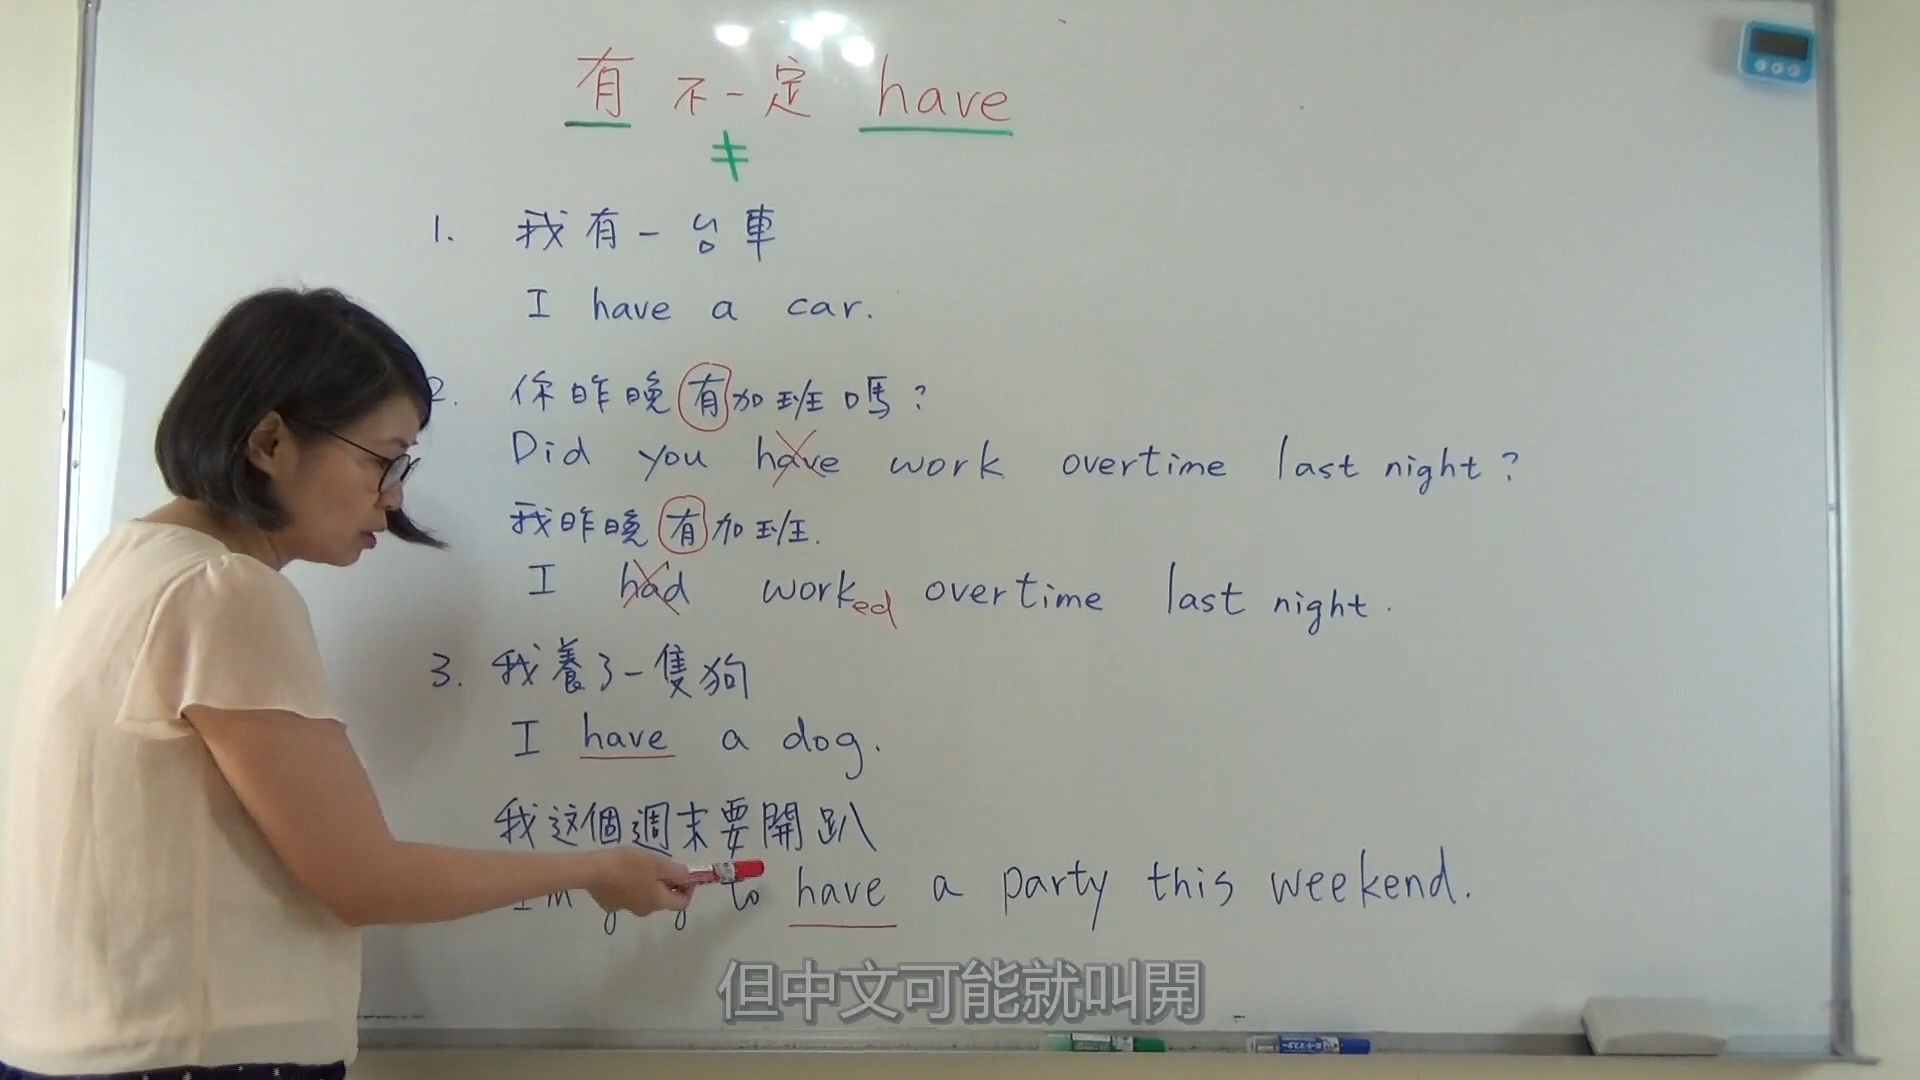 有 不一定 have
≠
1. 我有一台車
I have a car.
2. 你昨晚有加班嗎?
Did you have work overtime last night?
我昨晚有加班.
I had worked overtime last night.
3. 我養了一隻狗
I have a dog.
我这個週末要開趴
to have a party this weekend.
但中文可能就叫開